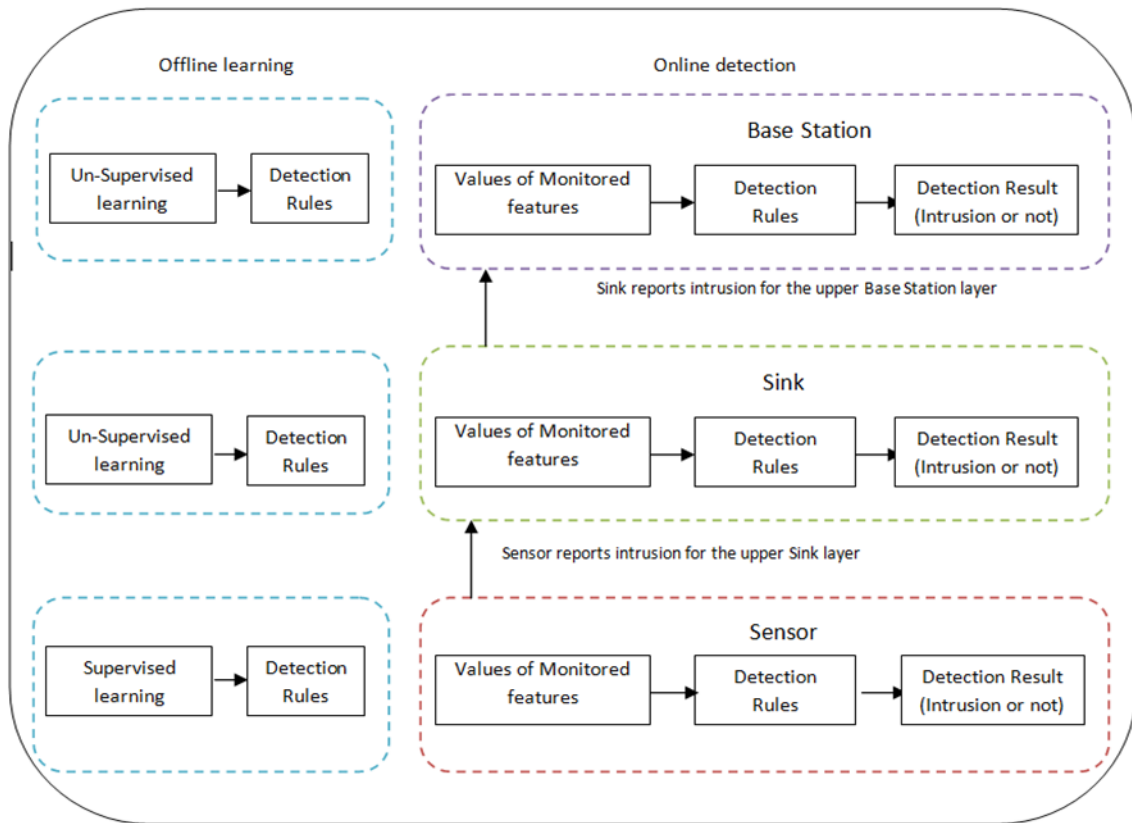 Offline learning
Online detection
Un-Supervised
learning
Detection
Rules
Base Station
Values of Monitored
features
Detection
Rules
Detection Result
(Intrusion or not)
Sink reports intrusion for the upper Base Station layer
Un-Supervised
learning
Detection
Rules
Sink
Values of Monitored
features
Detection
Rules
Detection Result
(Intrusion or not)
Sensor reports intrusion for the upper Sink layer
Supervised
learning
Detection
Rules
Sensor
Values of Monitored
features
Detection
Rules
Detection Result
(Intrusion or not)